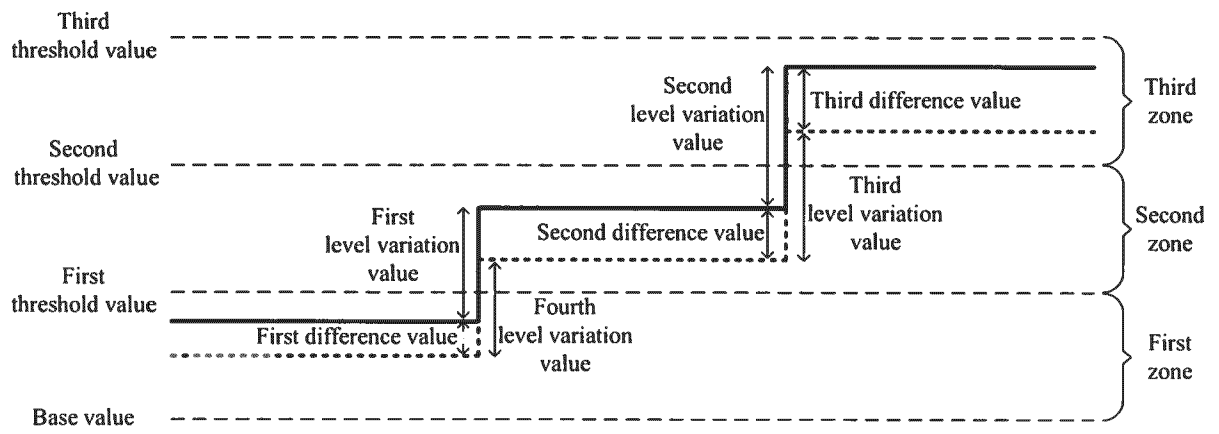 Third
threshold value
Second
level variation
value
Third difference value
Third
zone
Second
threshold value
Third
level variation
value
First
level variation
value
Second difference value
Second
zone
First
threshold value
Fourth
level variation
value
First difference value
First
zone
Base value